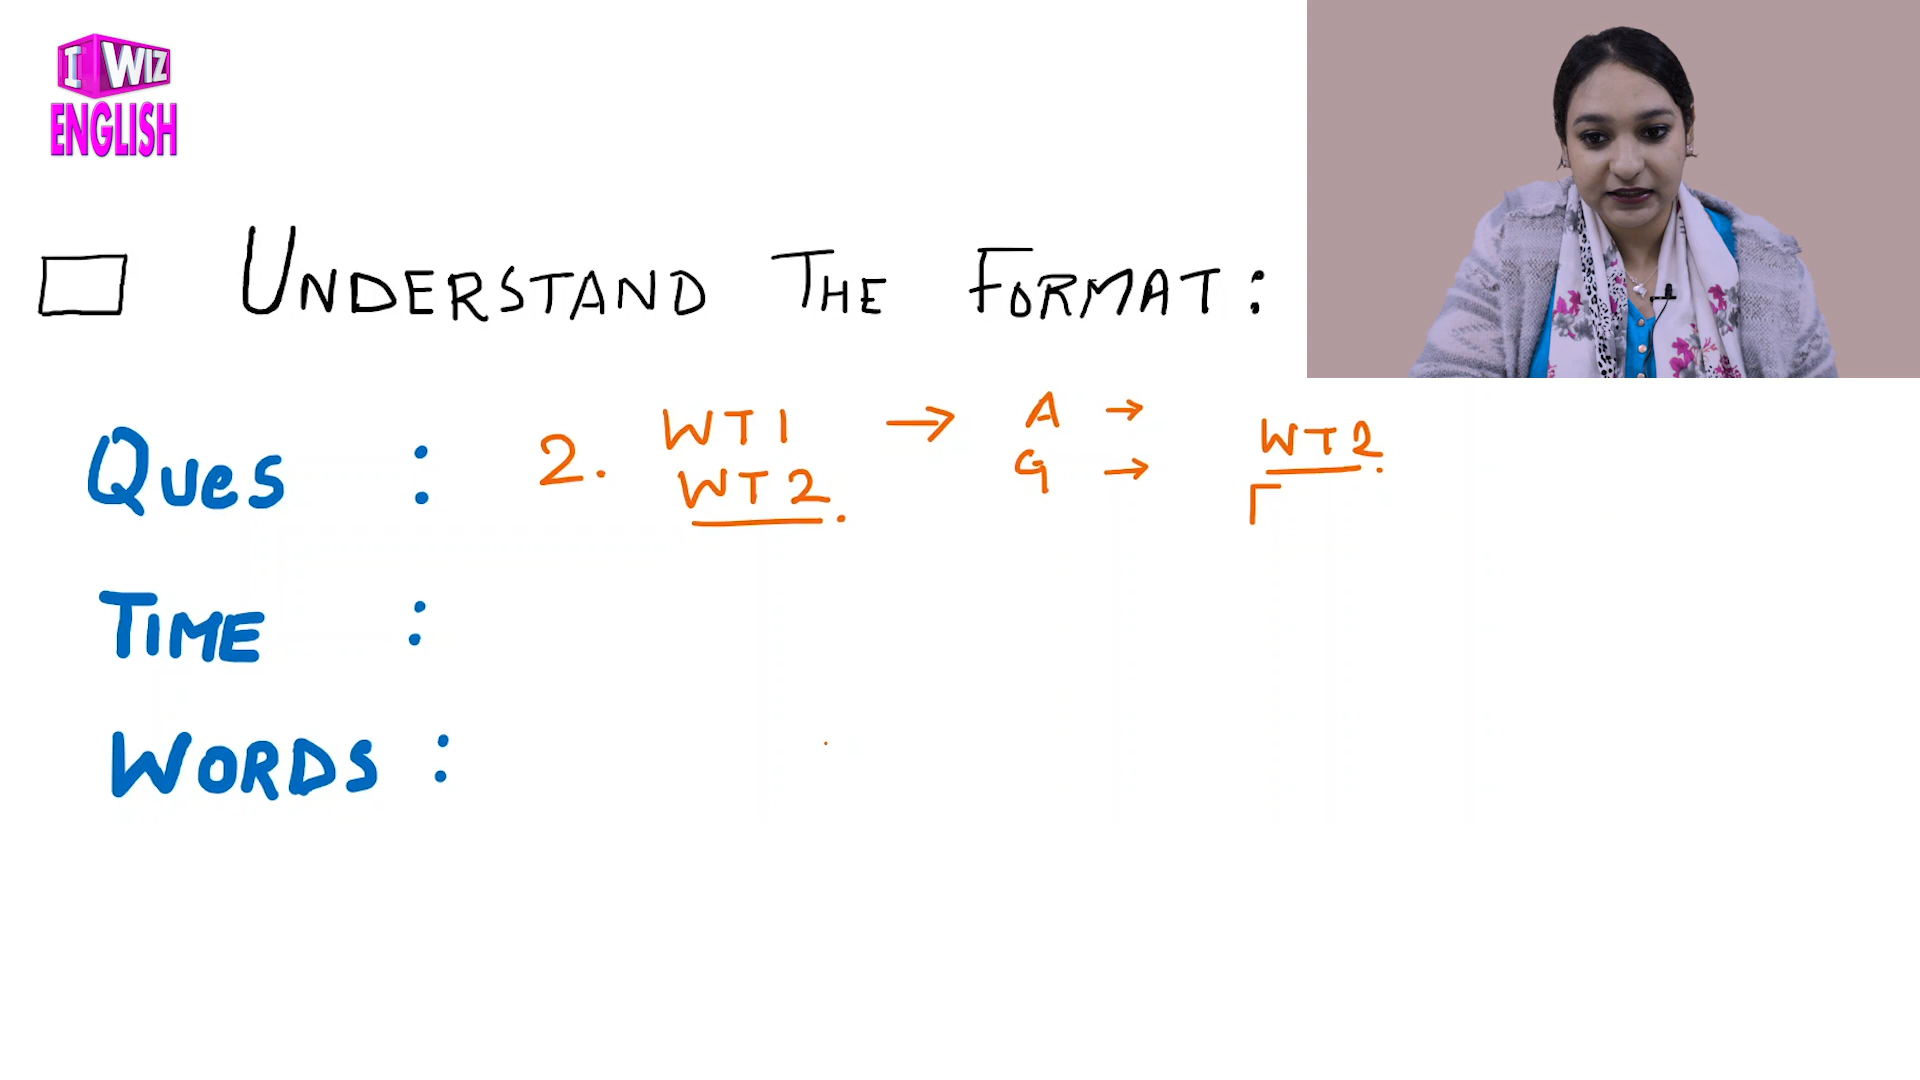 I WIZ
ENGLISH
UNDERSTAND THE FORMAT:
Ques : 2. WT1 → A →
WT2. G →
WT2.
TIME :
WORDS :